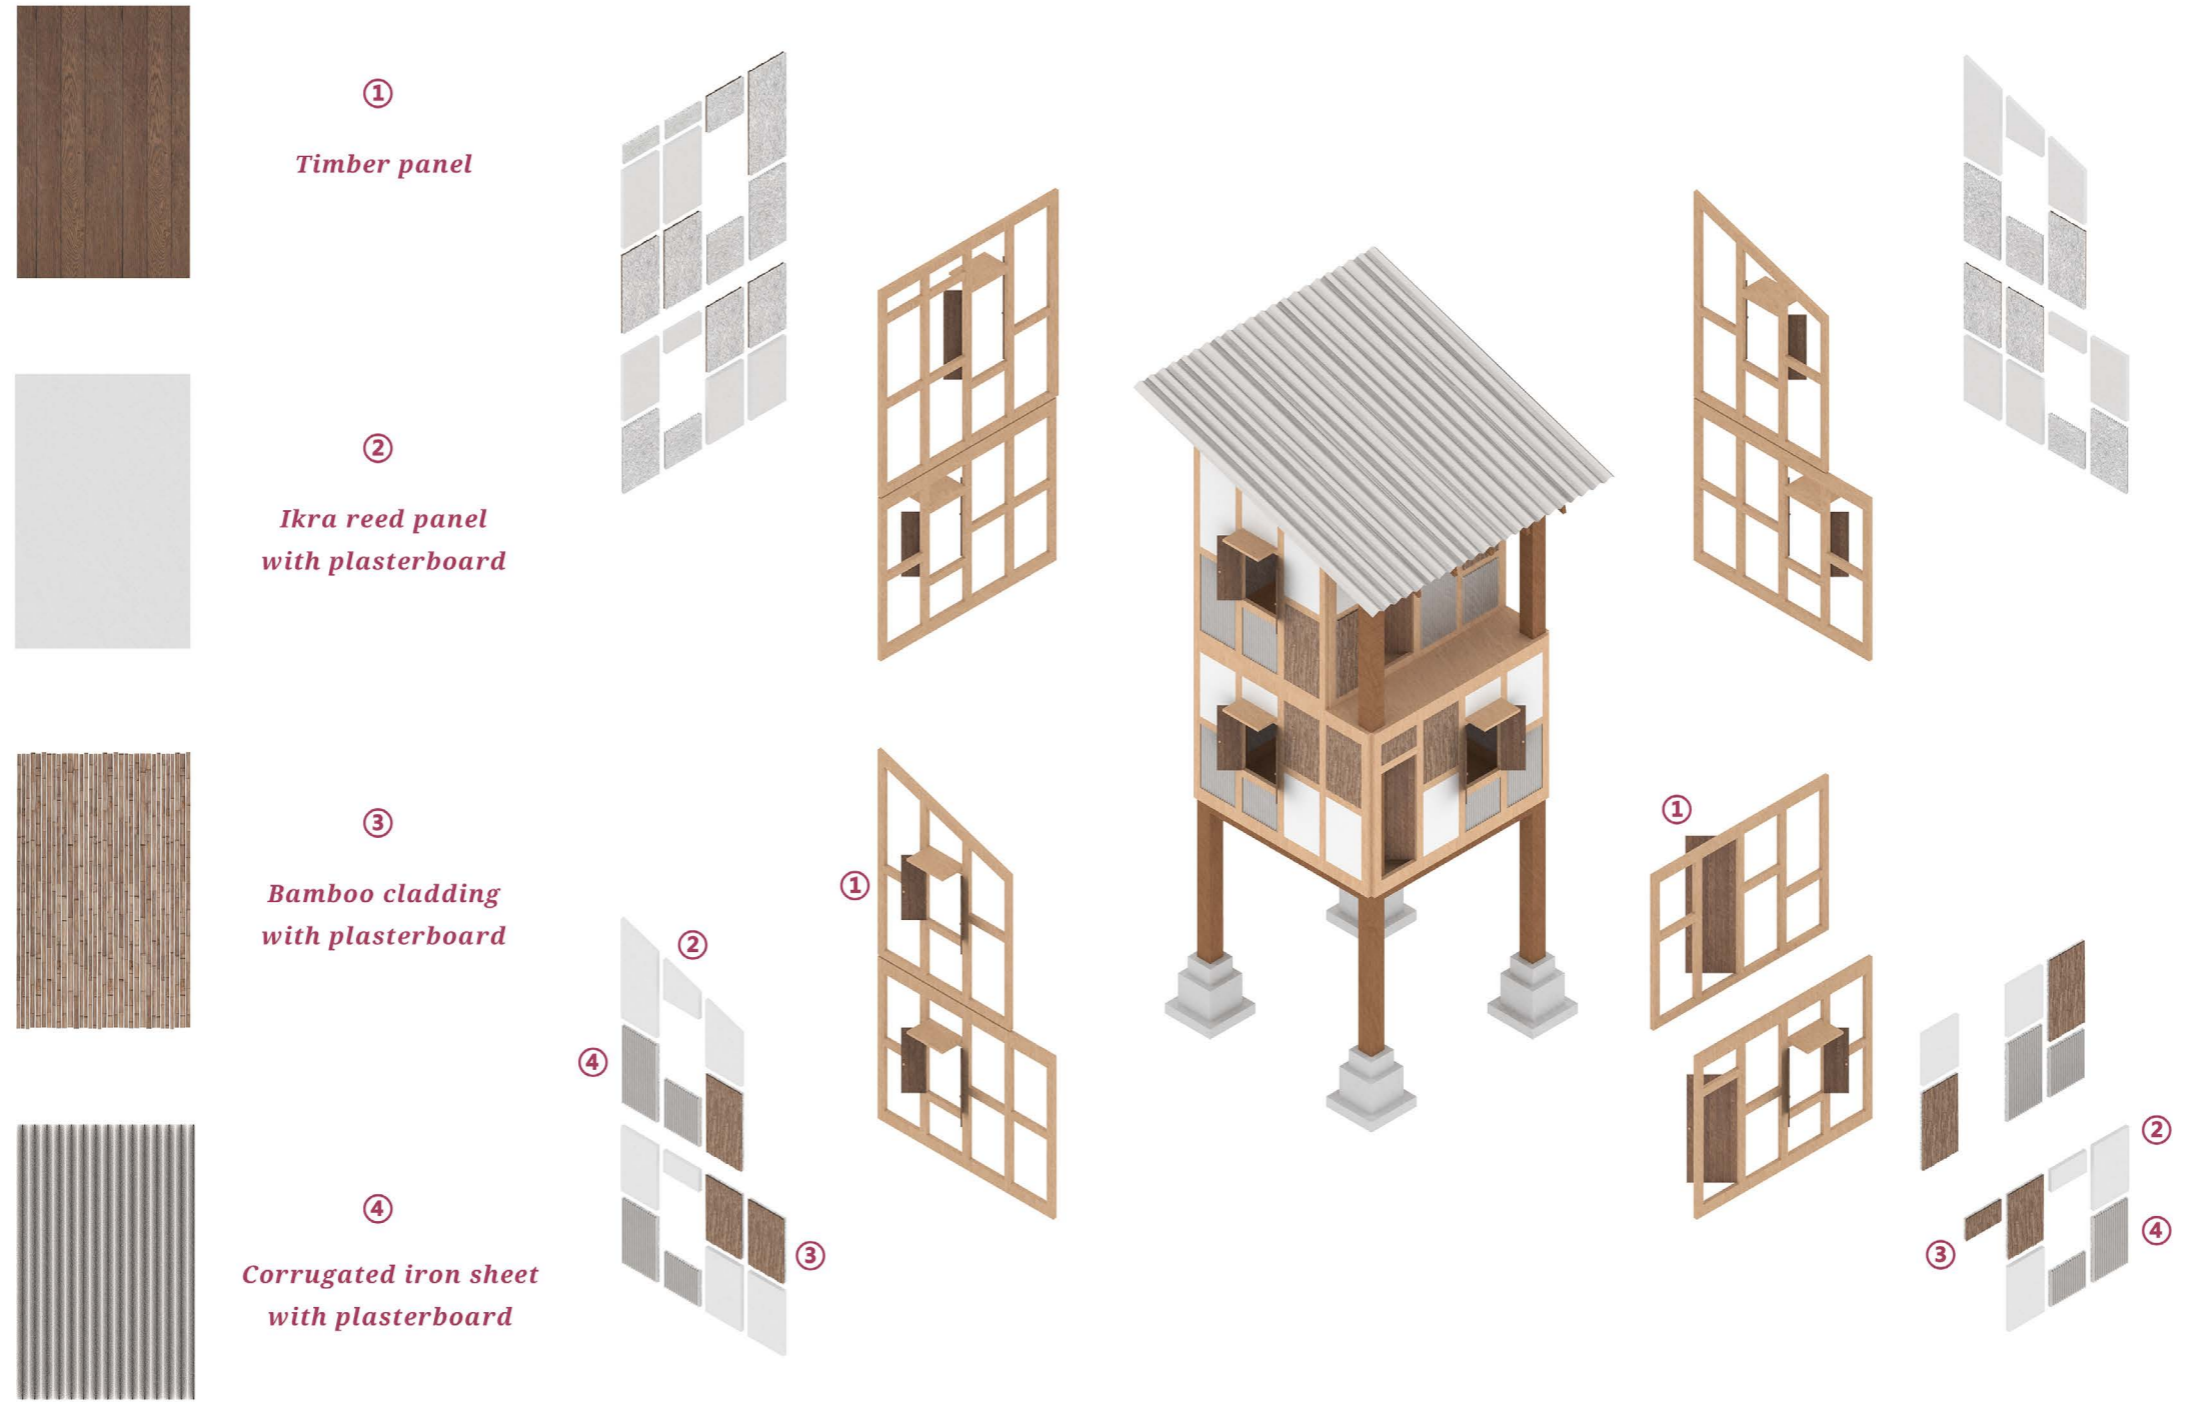 ①
Timber panel
②
Ikra reed panel
with plasterboard
③
Bamboo cladding
with plasterboard
④
Corrugated iron sheet
with plasterboard
①
②
④
③
①
②
③
④